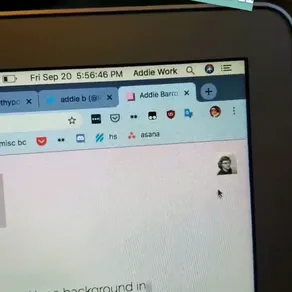 Fri Sep 20 5:56:46 PM Addie Work
addie b (@ Addie Barro
misc bc hs asana
background in